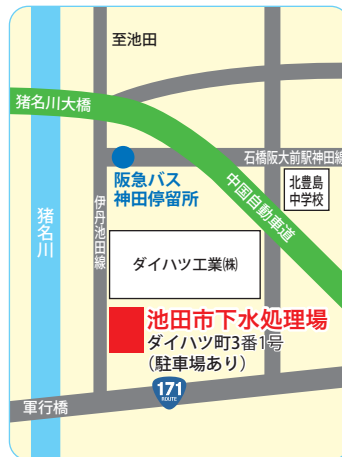 至池田
猪名川大橋
石橋阪大前駅神田線
阪急バス
神田停留所
中国自動車道
北豊島
中学校
猪名川
伊丹池田線
ダイハツ工業㈱
池田市下水処理場
ダイハツ町3番1号
(駐車場あり)
171
ROUTE
軍行橋